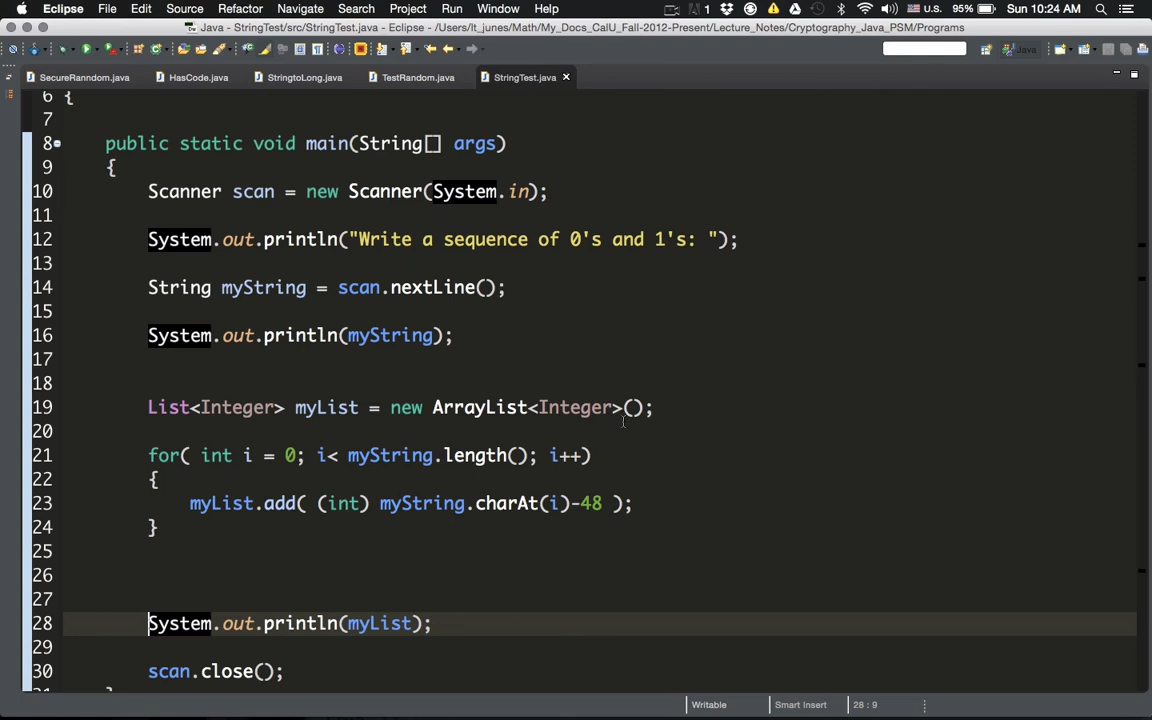 Eclipse File Edit Source Refactor Navigate Search Project Run Window Help 1 U.S. 95% Sun 10:24 AM
Java - StringTest/src/StringTest.java - Eclipse - /Users/lt_junes/Math/My_Docs_CalU_Fall-2012-Present/Lecture_Notes/Cryptography_Java_PSM/Programs
Java
SecureRanndom.java HasCode.java StringtoLong.java TestRandom.java StringTest.java
6 {
7
8 public static void main(String[] args)
9 {
10 Scanner scan = new Scanner(System.in);
11
12 System.out.println("Write a sequence of 0's and 1's: ");
13
14 String myString = scan.nextLine();
15
16 System.out.println(myString);
17
18
19 List<Integer> myList = new ArrayList<Integer>();
20
21 for( int i = 0; i< myString.length(); i++)
22 {
23 myList.add( (int) myString.charAt(i)-48 );
24 }
25
26
27
28 System.out.println(myList);
29
30 scan.close();
31 }
Writable Smart Insert 28 : 9